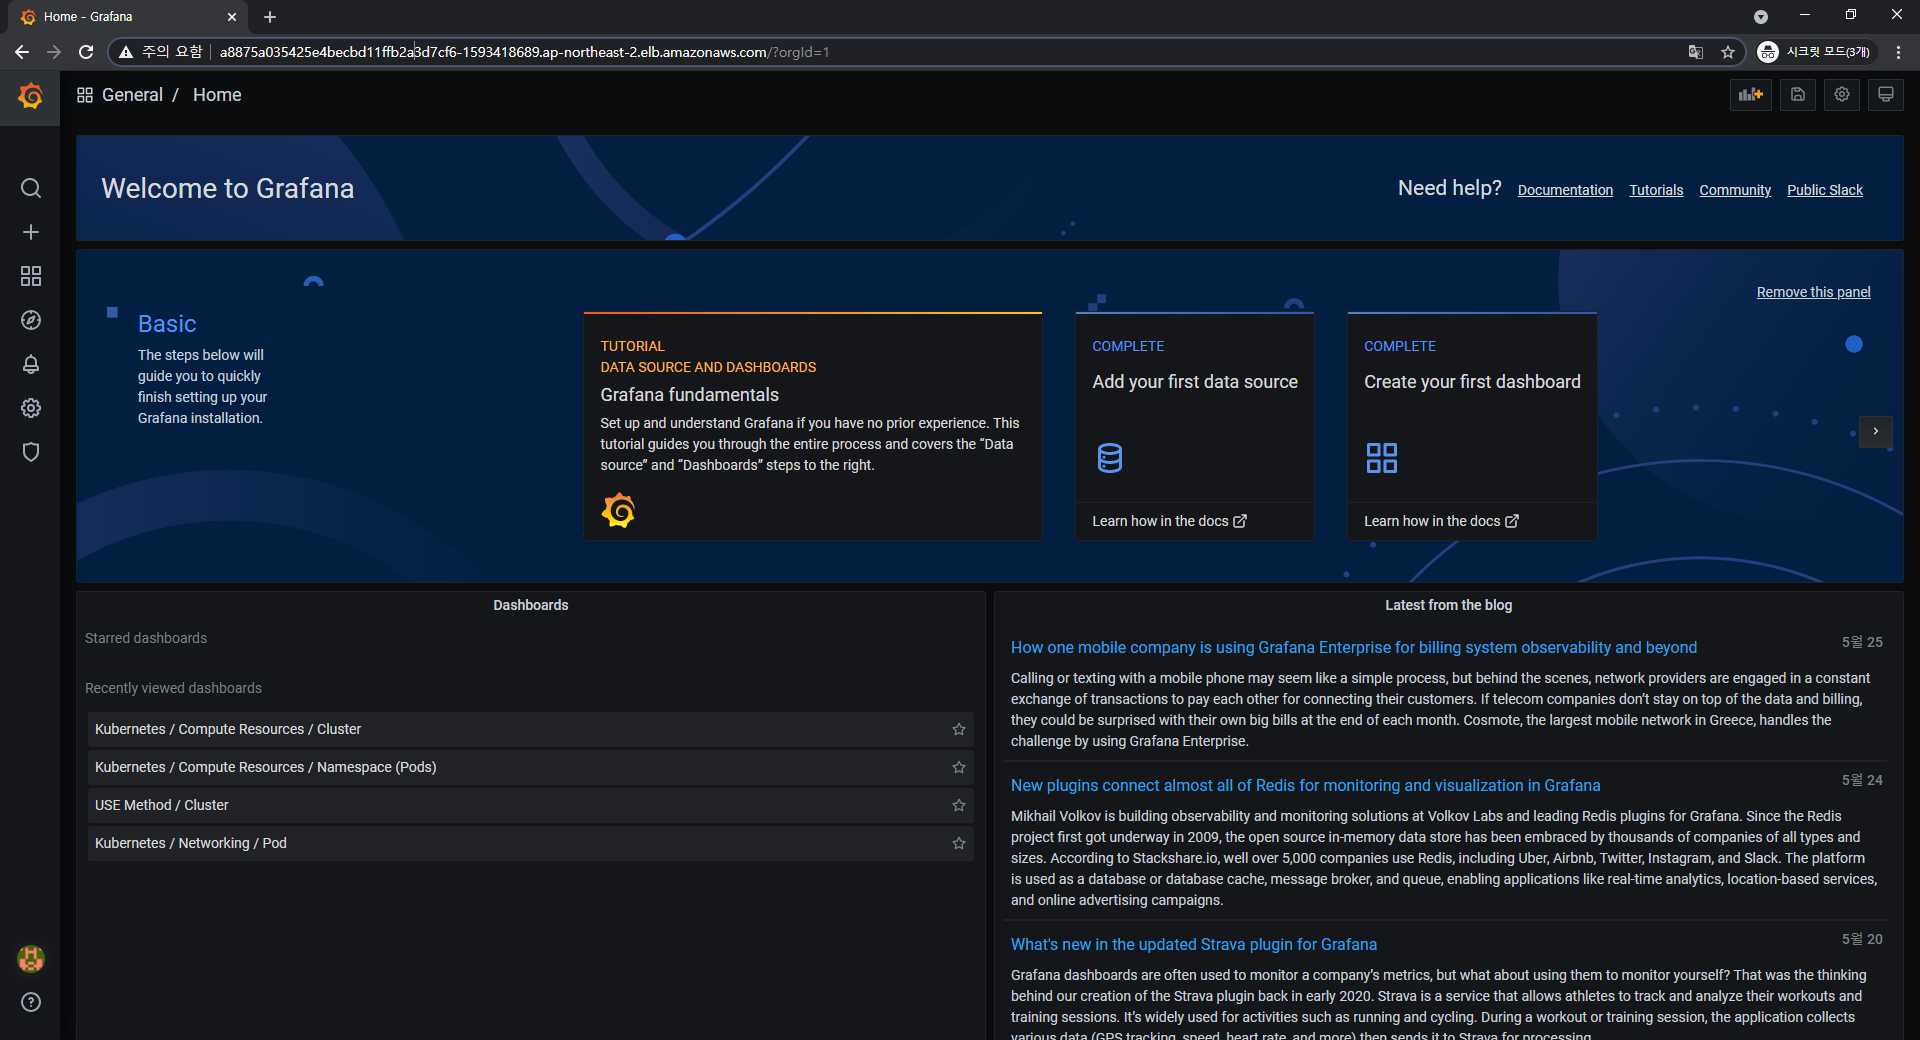 Home - Grafana
주의 요함 a8875a035425e4becbd11ffb2a3d7cf6-1593418689.ap-northeast-2.elb.amazonaws.com/?orgId=1
시크릿 모드(3개)
General / Home
Welcome to Grafana
Need help? Documentation Tutorials Community Public Slack
Remove this panel
Basic
The steps below will
guide you to quickly
finish setting up your
Grafana installation.
TUTORIAL
DATA SOURCE AND DASHBOARDS
Grafana fundamentals
Set up and understand Grafana if you have no prior experience. This
tutorial guides you through the entire process and covers the “Data
source” and “Dashboards” steps to the right.
COMPLETE
Add your first data source
Learn how in the docs
COMPLETE
Create your first dashboard
Learn how in the docs
Dashboards
Starred dashboards
Recently viewed dashboards
Kubernetes / Compute Resources / Cluster
Kubernetes / Compute Resources / Namespace (Pods)
USE Method / Cluster
Kubernetes / Networking / Pod
Latest from the blog
How one mobile company is using Grafana Enterprise for billing system observability and beyond
5월 25
Calling or texting with a mobile phone may seem like a simple process, but behind the scenes, network providers are engaged in a constant
exchange of transactions to pay each other for connecting their customers. If telecom companies don’t stay on top of the data and billing,
they could be surprised with their own big bills at the end of each month. Cosmote, the largest mobile network in Greece, handles the
challenge by using Grafana Enterprise.
New plugins connect almost all of Redis for monitoring and visualization in Grafana
5월 24
Mikhail Volkov is building observability and monitoring solutions at Volkov Labs and leading Redis plugins for Grafana. Since the Redis
project first got underway in 2009, the open source in-memory data store has been embraced by thousands of companies of all types and
sizes. According to Stackshare.io, well over 5,000 companies use Redis, including Uber, Airbnb, Twitter, Instagram, and Slack. The platform
is used as a database or database cache, message broker, and queue, enabling applications like real-time analytics, location-based services,
and online advertising campaigns.
What's new in the updated Strava plugin for Grafana
5월 20
Grafana dashboards are often used to monitor a company’s metrics, but what about using them to monitor yourself? That was the thinking
behind our creation of the Strava plugin back in early 2020. Strava is a service that allows athletes to track and analyze their workouts and
training sessions. It’s widely used for activities such as running and cycling. During a workout or training session, the application collects
various data (GPS tracking, speed, heart rate, and more) then sends it to Strava for processing.